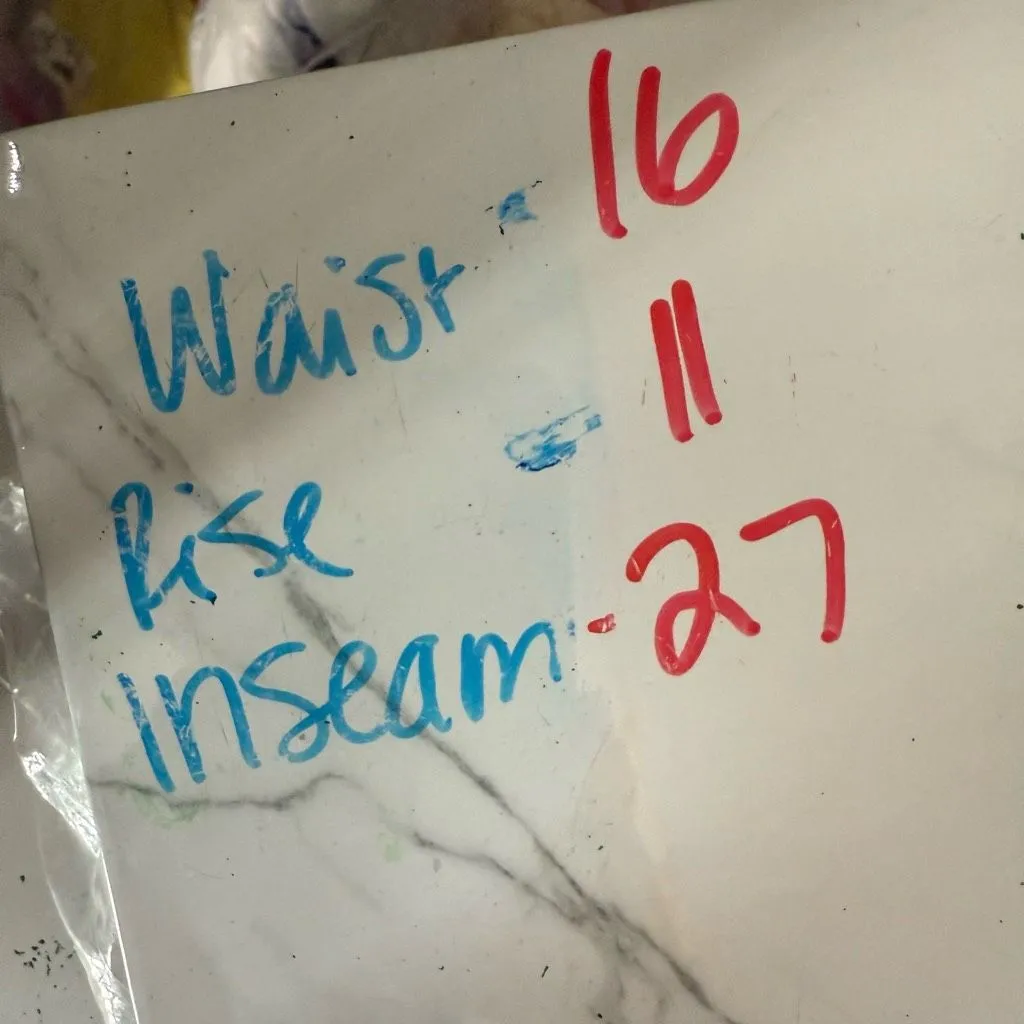 Waist - 16
Rise - 11
Inseam - 27